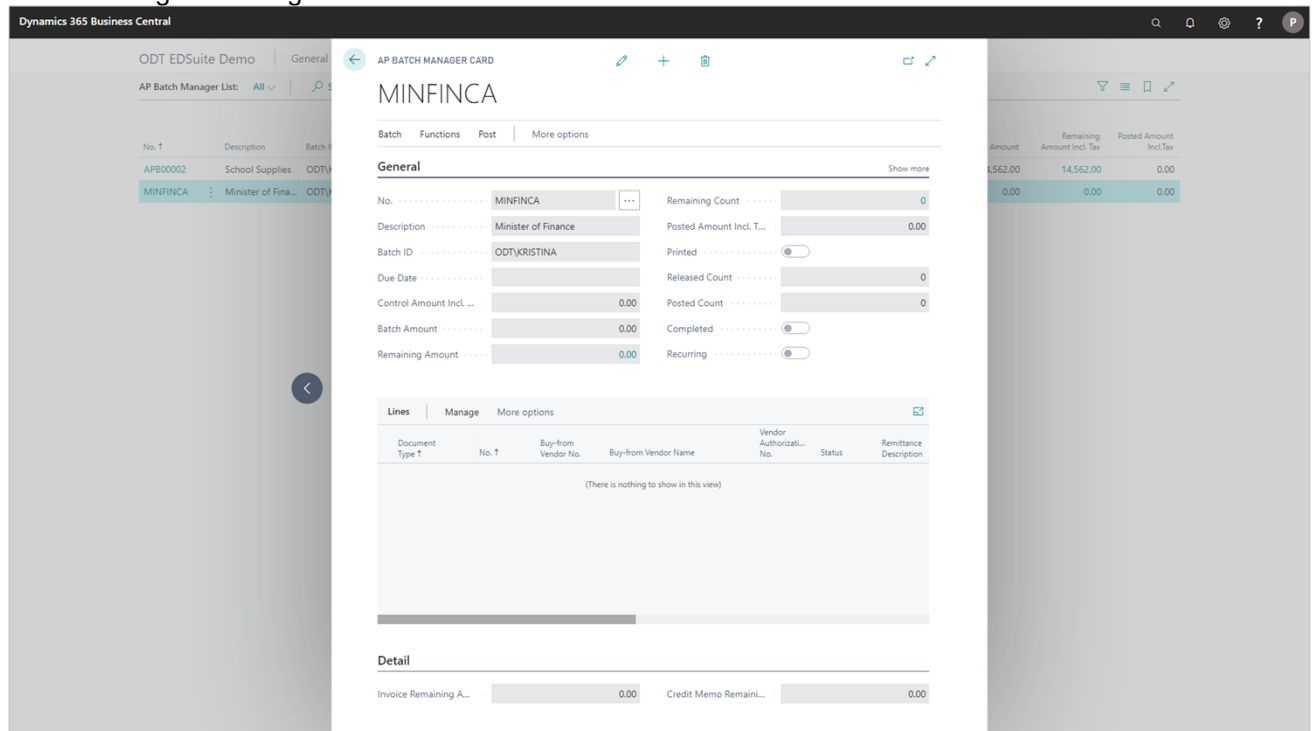 Dynamics 365 Business Central
?
P
ODT EDSuite Demo
General
AP Batch Manager List: All
No. ↑ Description Batch
APB00002 School Supplies ODT\
MINFINCA Minister of Fina... ODT\
AP BATCH MANAGER CARD
MINFINCA
Batch Functions Post More options
General Show more
No. MINFINCA ...
Description Minister of Finance
Batch ID ODT\KRISTINA
Due Date
Control Amount Incl. ... 0.00
Batch Amount 0.00
Remaining Amount 0.00
Remaining Count 0
Posted Amount Incl. T... 0.00
Printed
Released Count 0
Posted Count 0
Completed
Recurring
Lines Manage More options
Document Type ↑ No. ↑ Buy-from Vendor No. Buy-from Vendor Name Vendor Authorizati... No. Status Remittance Description
(There is nothing to show in this view)
Detail
Invoice Remaining A... 0.00 Credit Memo Remaini... 0.00
Amount Remaining Amount Incl. Tax Posted Amount Incl.Tax
,562.00 14,562.00 0.00
0.00 0.00 0.00